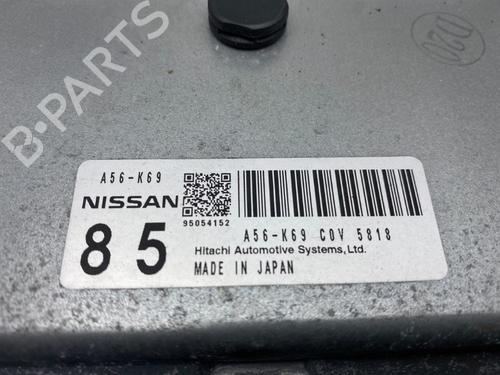 B-PARTS
A56-K69
NISSAN
95054152
85
A56-K69 C0V 5818
Hitachi Automotive Systems, Ltd.
MADE IN JAPAN